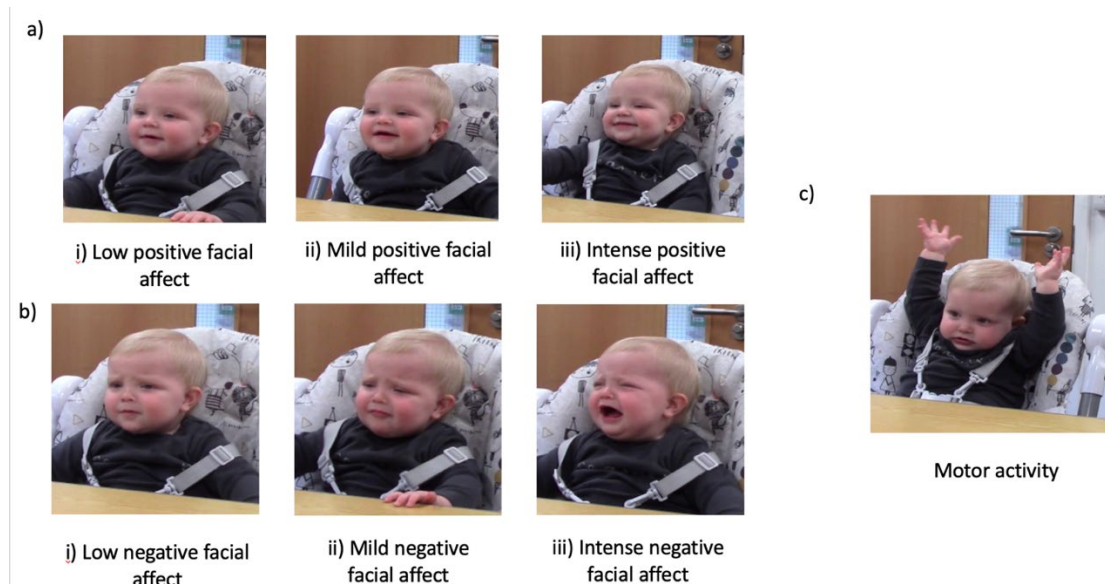 a)
i) Low positive facial
affect
ii) Mild positive facial
affect
iii) Intense positive
facial affect
b)
i) Low negative facial
affect
ii) Mild negative
facial affect
iii) Intense negative
facial affect
c)
Motor activity